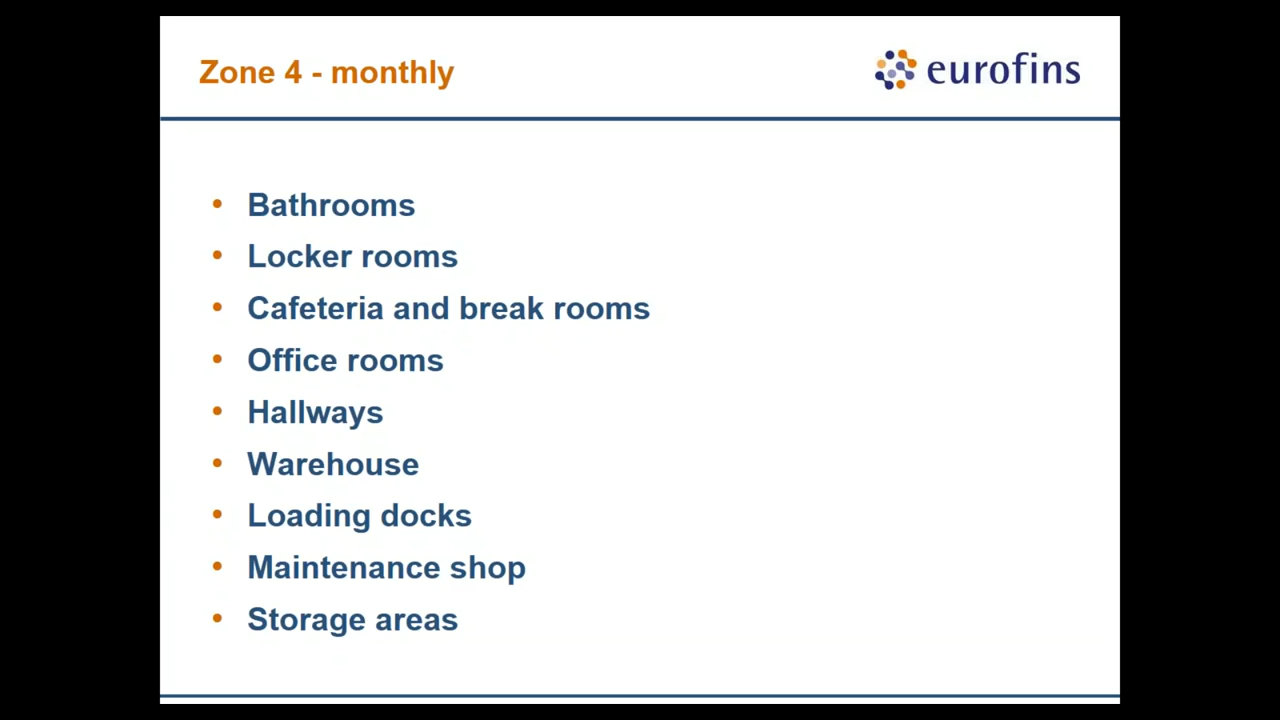 Zone 4 - monthly
eurofins
• Bathrooms
• Locker rooms
• Cafeteria and break rooms
• Office rooms
• Hallways
• Warehouse
• Loading docks
• Maintenance shop
• Storage areas